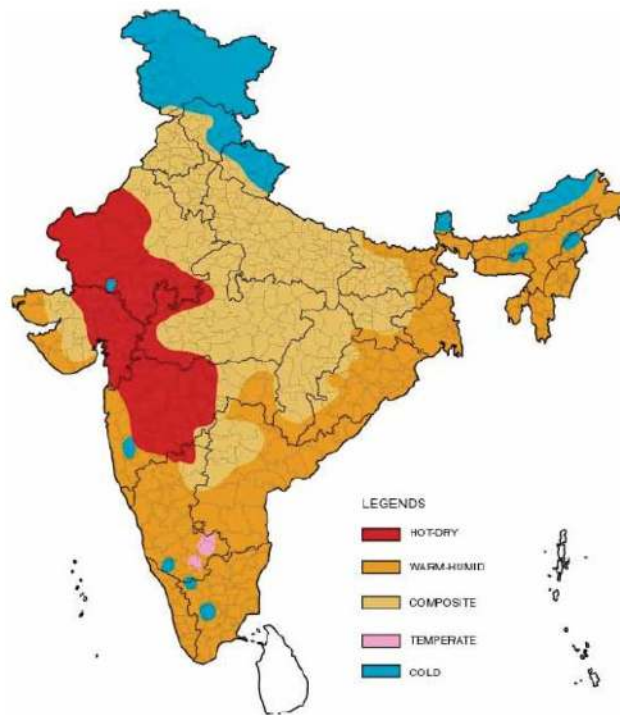 LEGENDS
HOT-DRY
WARM-HUMID
COMPOSITE
TEMPERATE
COLD